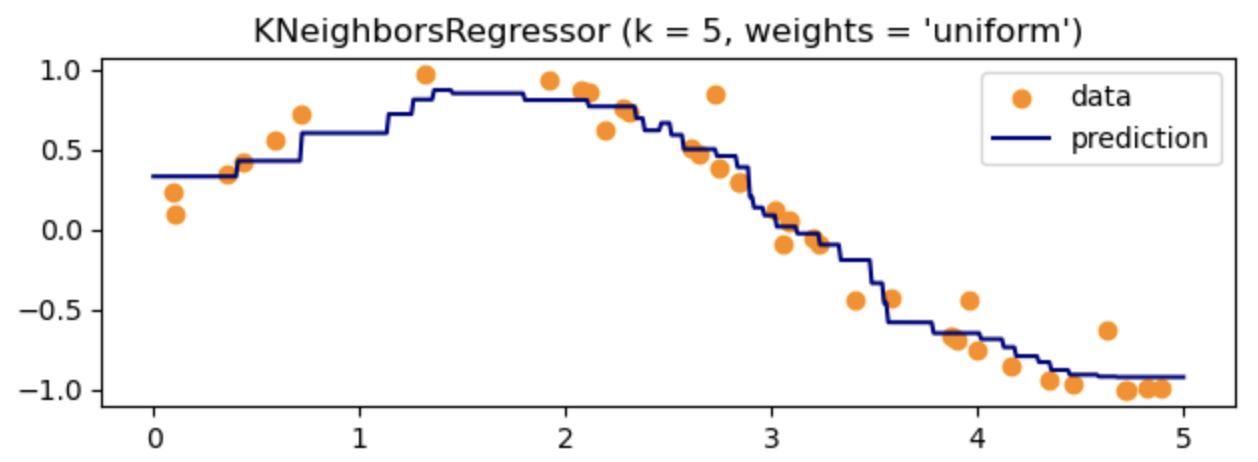 KNeighborsRegressor (k = 5, weights = 'uniform')
1.0
0.5
0.0
−0.5
−1.0
data
prediction
0 1 2 3 4 5